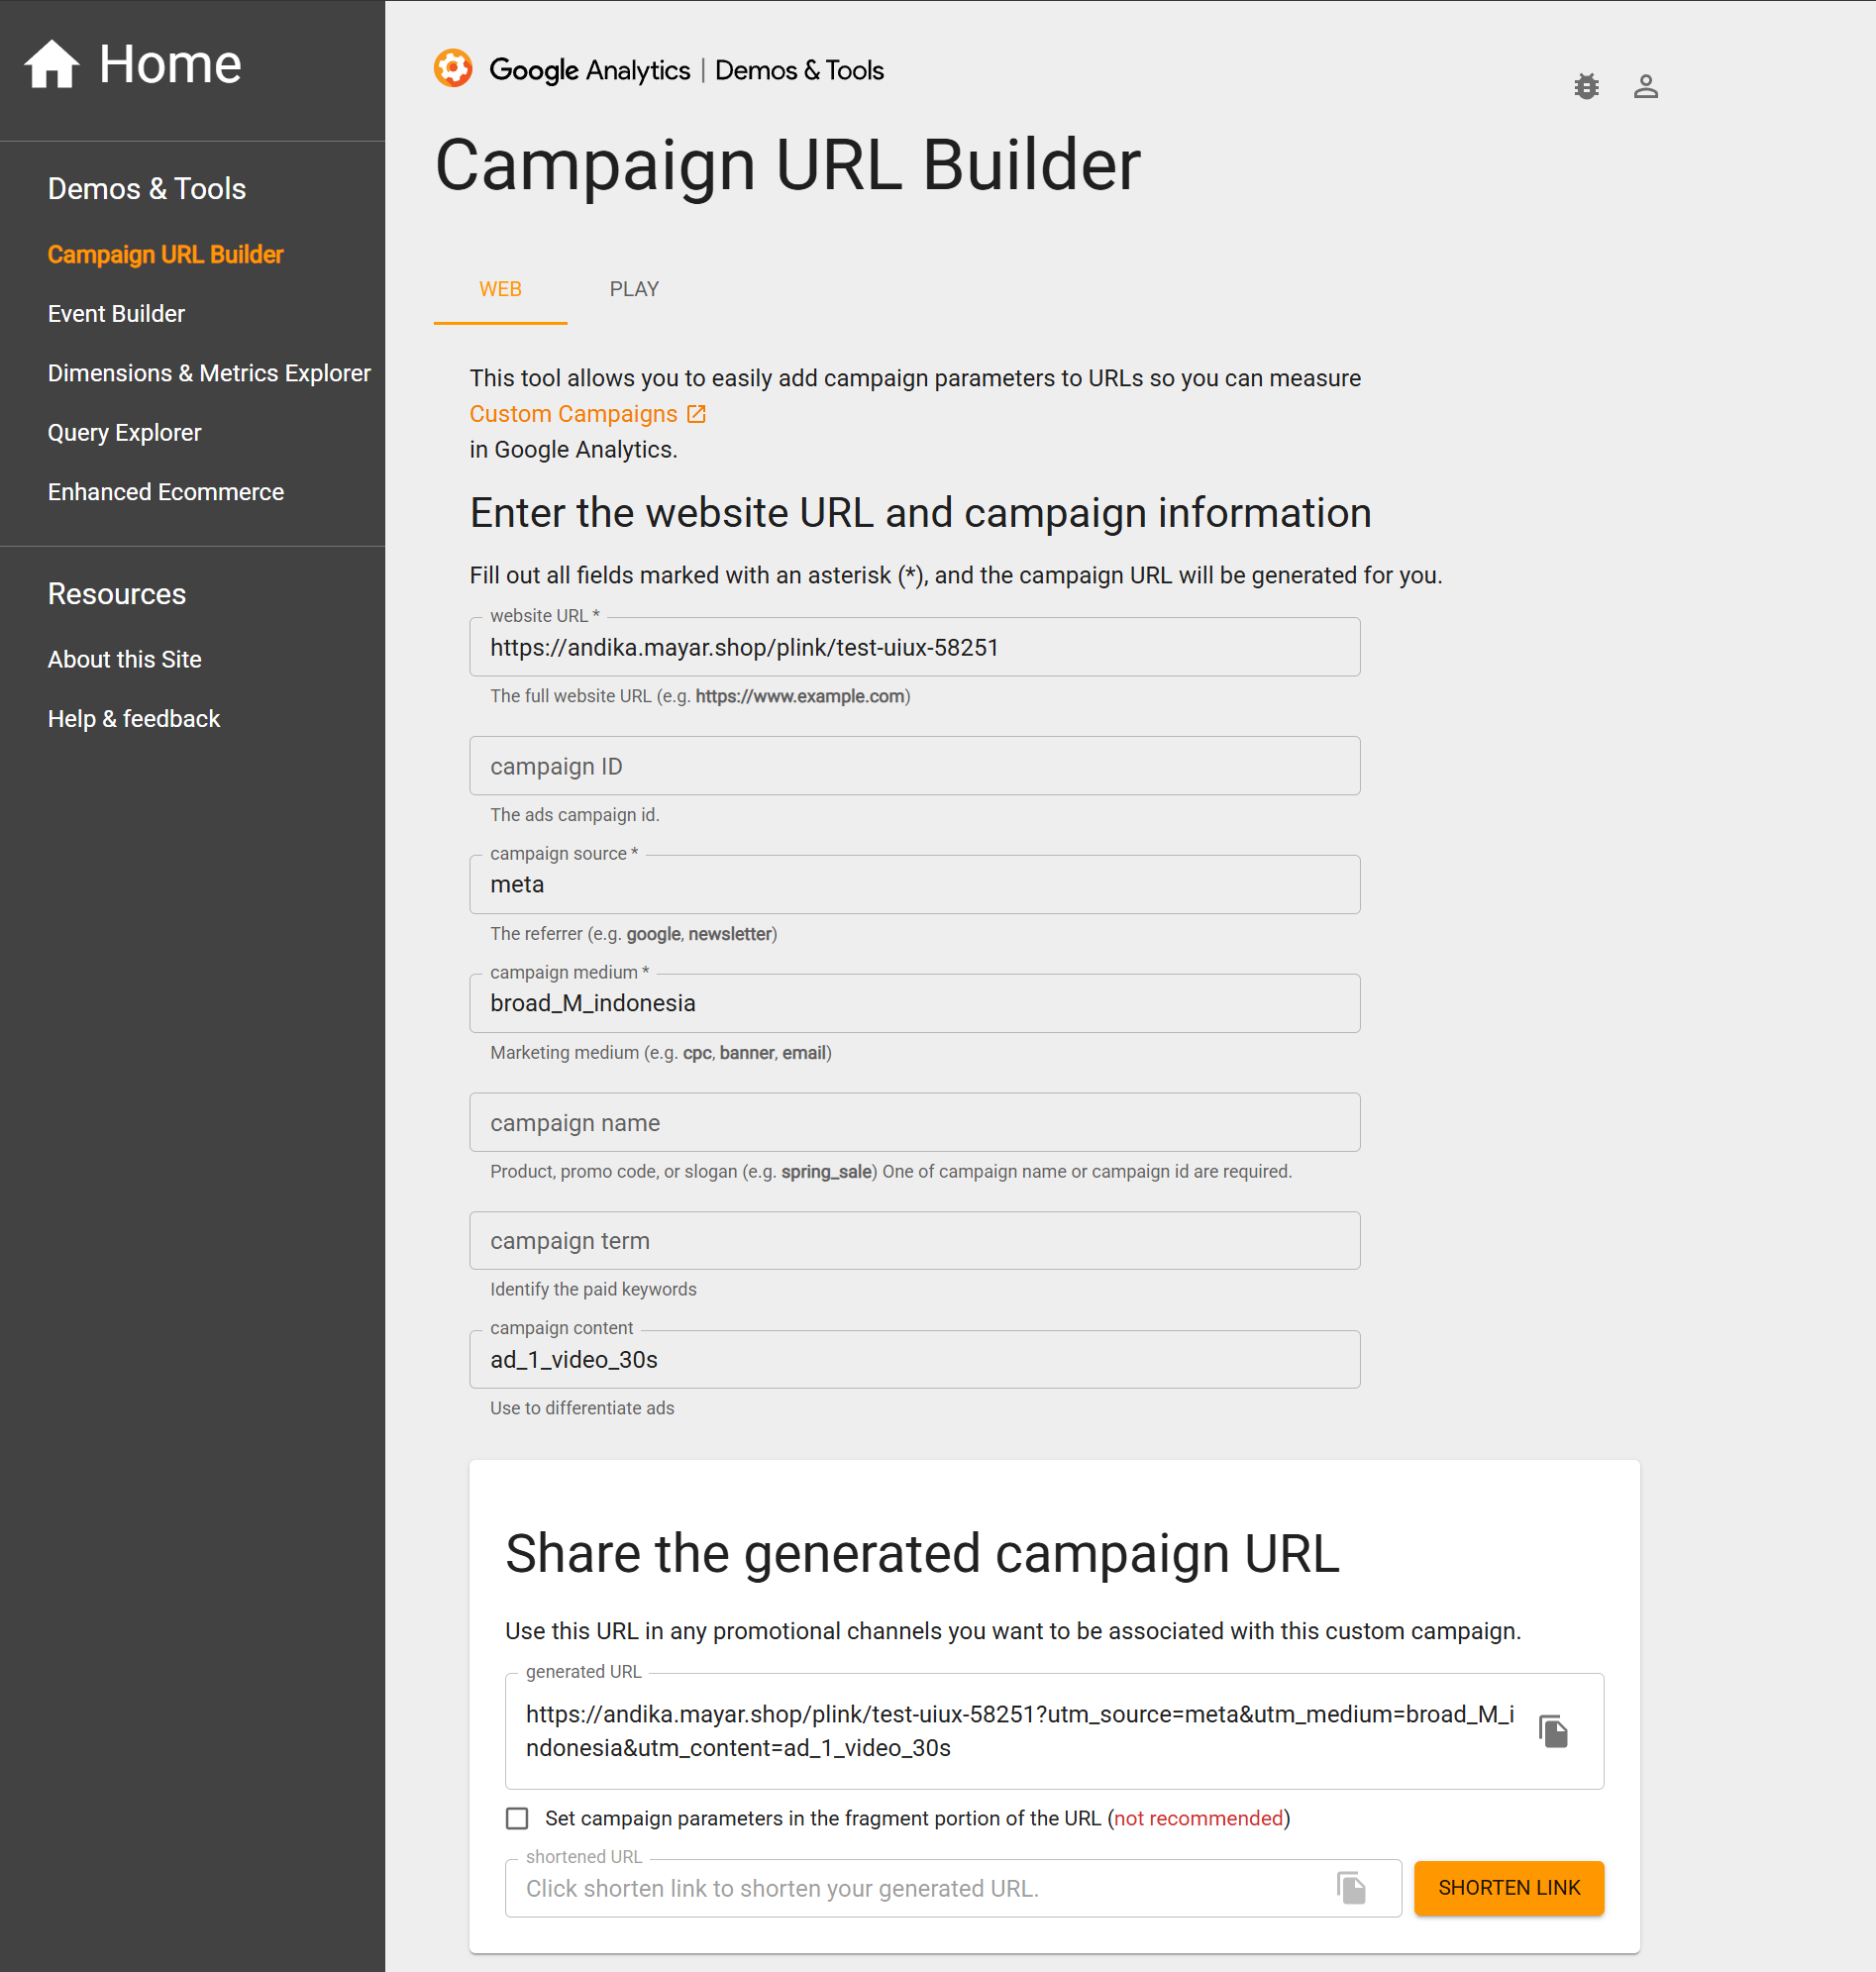 Home
Demos & Tools
Campaign URL Builder
Event Builder
Dimensions & Metrics Explorer
Query Explorer
Enhanced Ecommerce
Resources
About this Site
Help & feedback
Google Analytics | Demos & Tools
Campaign URL Builder
WEB PLAY
This tool allows you to easily add campaign parameters to URLs so you can measure
Custom Campaigns
in Google Analytics.
Enter the website URL and campaign information
Fill out all fields marked with an asterisk (*), and the campaign URL will be generated for you.
website URL *
https://andika.mayar.shop/plink/test-uiux-58251
The full website URL (e.g. https://www.example.com)
campaign ID
The ads campaign id.
campaign source *
meta
The referrer (e.g. google, newsletter)
campaign medium *
broad_M_indonesia
Marketing medium (e.g. cpc, banner, email)
campaign name
Product, promo code, or slogan (e.g. spring_sale) One of campaign name or campaign id are required.
campaign term
Identify the paid keywords
campaign content
ad_1_video_30s
Use to differentiate ads
Share the generated campaign URL
Use this URL in any promotional channels you want to be associated with this custom campaign.
generated URL
https://andika.mayar.shop/plink/test-uiux-58251?utm_source=meta&utm_medium=broad_M_i
ndonesia&utm_content=ad_1_video_30s
Set campaign parameters in the fragment portion of the URL (not recommended)
shortened URL
Click shorten link to shorten your generated URL.
SHORTEN LINK